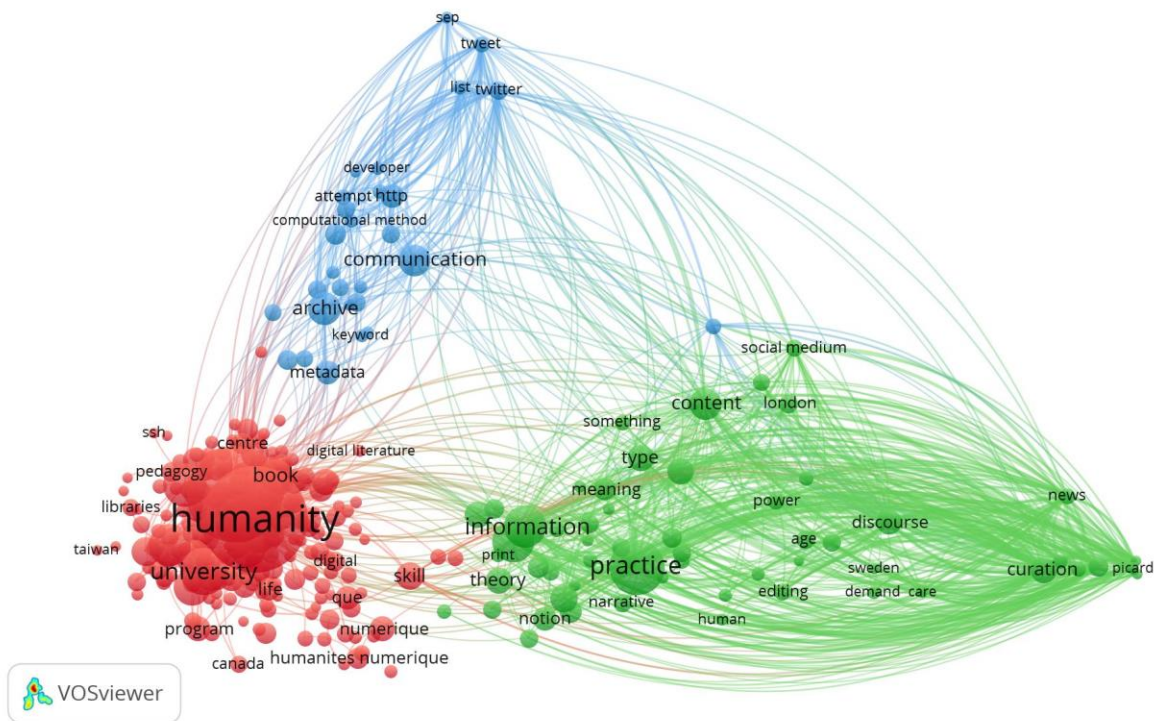 sep
tweet
list twitter
developer
attempt http
computational method
communication
archive
keyword
metadata
social medium
content london
something
type
meaning
power
news
information
discourse
print
age
practice
sweden
curation picard
theory
narrative
editing demand care
notion
human
ssh
centre
digital literature
pedagogy book
libraries
humanity
taiwan
university
digital
skill
life
que
program
numerique
canada
humanites numerique
VOSviewer